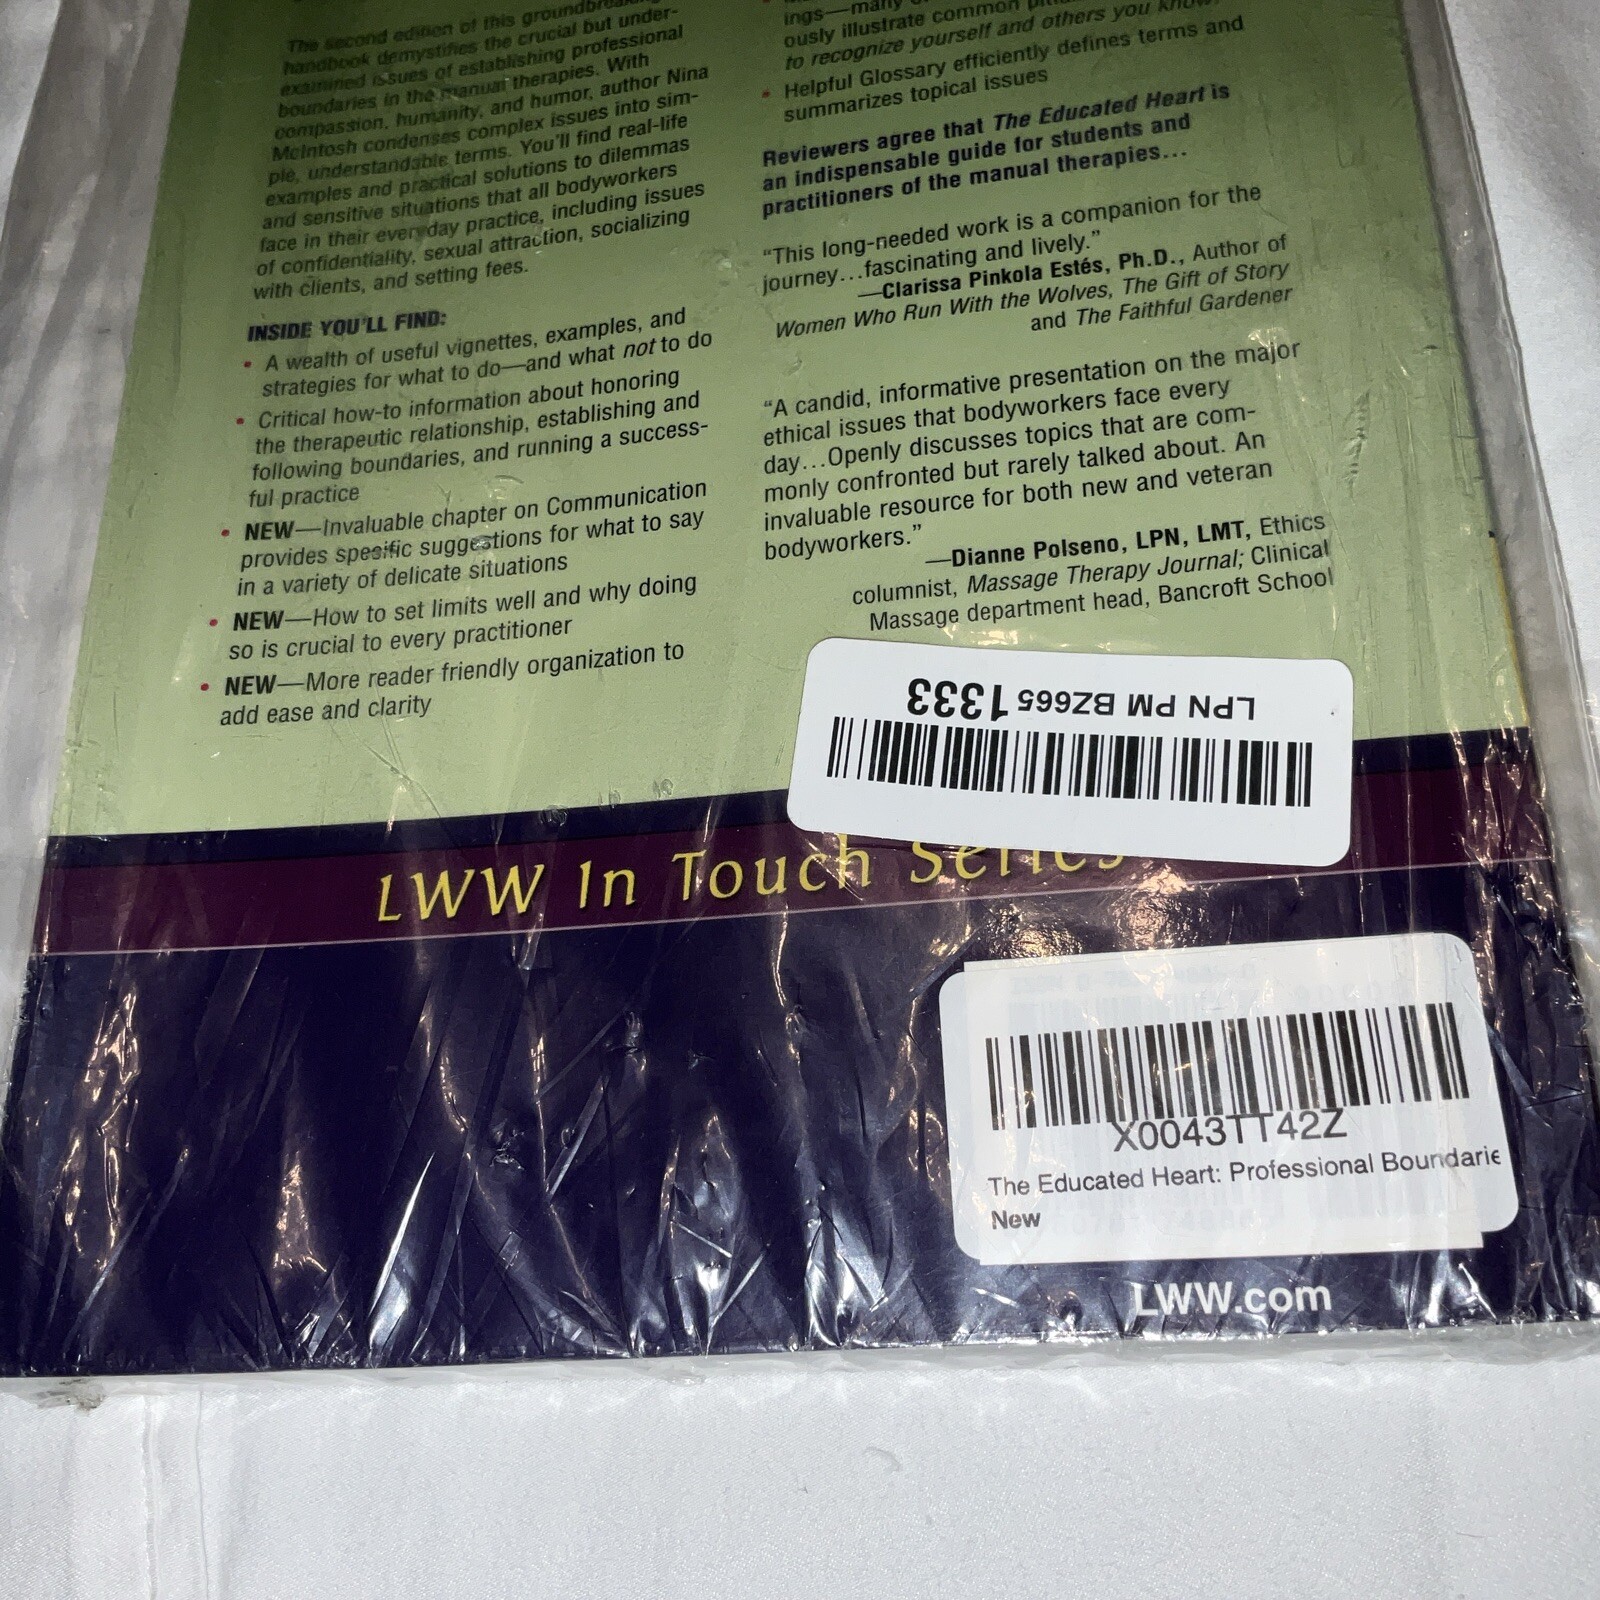 The second edition of this groundbreaking
handbook demystifies the crucial but under-
examined issues of establishing professional
boundaries in the manual therapies. With
compassion, humanity, and humor, author Nina
McIntosh condenses complex issues into sim-
ple, understandable terms. You'll find real-life
examples and practical solutions to dilemmas
and sensitive situations that all bodyworkers
face in their everyday practice, including issues
of confidentiality, sexual attraction, socializing
with clients, and setting fees.
INSIDE YOU'LL FIND:
• A wealth of useful vignettes, examples, and
strategies for what to do—and what not to do
• Critical how-to information about honoring
the therapeutic relationship, establishing and
following boundaries, and running a success-
ful practice
• NEW—Invaluable chapter on Communication
provides specific suggestions for what to say
in a variety of delicate situations
• NEW—How to set limits well and why doing
so is crucial to every practitioner
• NEW—More reader friendly organization to
add ease and clarity
ings—many
ously illustrate common
to recognize yourself and others you know
• Helpful Glossary efficiently defines terms and
summarizes topical issues
Reviewers agree that The Educated Heart is
an indispensable guide for students and
practitioners of the manual therapies...
“This long-needed work is a companion for the
journey...fascinating and lively.”
—Clarissa Pinkola Estés, Ph.D., Author of
Women Who Run With the Wolves, The Gift of Story
and The Faithful Gardener
“A candid, informative presentation on the major
ethical issues that bodyworkers face every
day...Openly discusses topics that are com-
monly confronted but rarely talked about. An
invaluable resource for both new and veteran
bodyworkers.”
—Dianne Polseno, LPN, LMT, Ethics
columnist, Massage Therapy Journal; Clinical
Massage department head, Bancroft School
LPN PM BZ665 1333
LWW In Touch Series
X0043TT42Z
The Educated Heart: Professional Boundarie
New
LWW.com